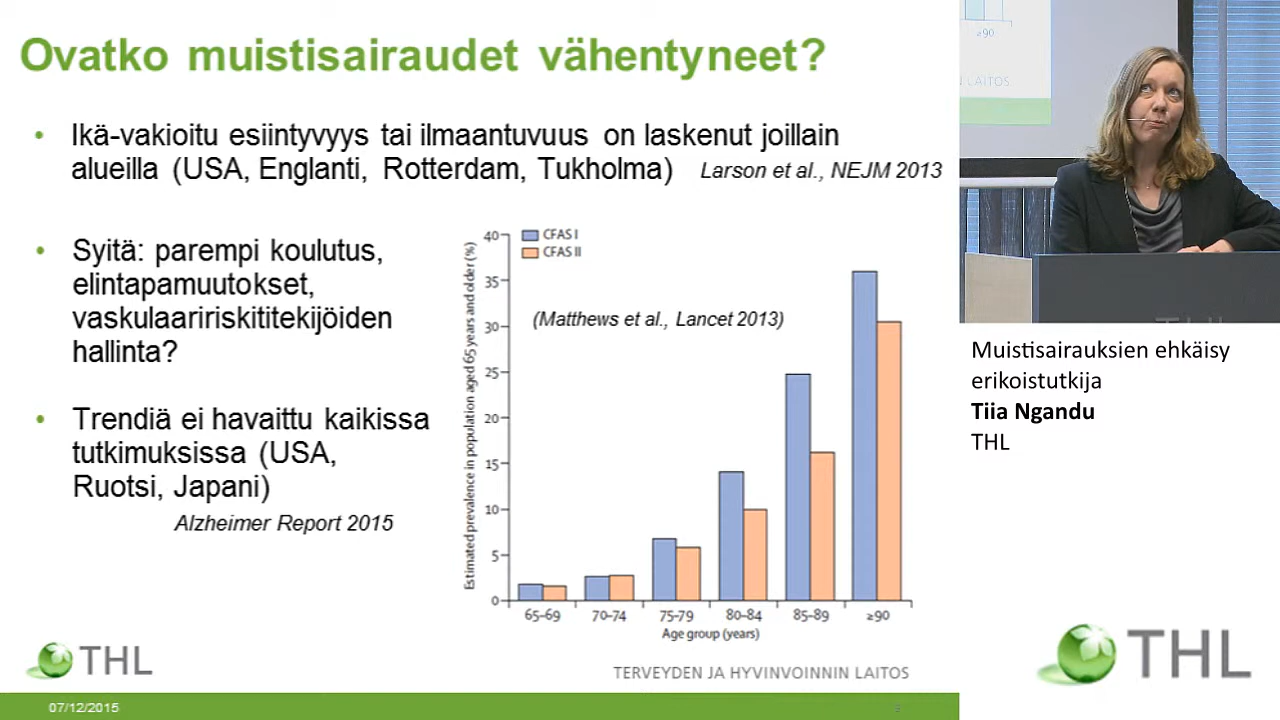 Ovatko muistisairaudet vähentyneet?
• Ikä-vakioitu esiintyvyys tai ilmaantuvuus on laskenut joillain
alueilla (USA, Englanti, Rotterdam, Tukholma) Larson et al., NEJM 2013
• Syitä: parempi koulutus,
elintapamuutokset,
vaskulaaririskititekijöiden
hallinta?
• Trendiä ei havaittu kaikissa
tutkimuksissa (USA,
Ruotsi, Japani)
Alzheimer Report 2015
Estimated prevalence in population aged 65 years and older (%)
40
35
30
25
20
15
10
5
0
CFAS I
CFAS II
(Matthews et al., Lancet 2013)
65–69 70–74 75–79 80–84 85–89 ≥90
Age group (years)
THL
TERVEYDEN JA HYVINVOINNIN LAITOS
07/12/2015
≥90
N LAITOS
Muistisairauksien ehkäisy
erikoistutkija
Tiia Ngandu
THL
THL